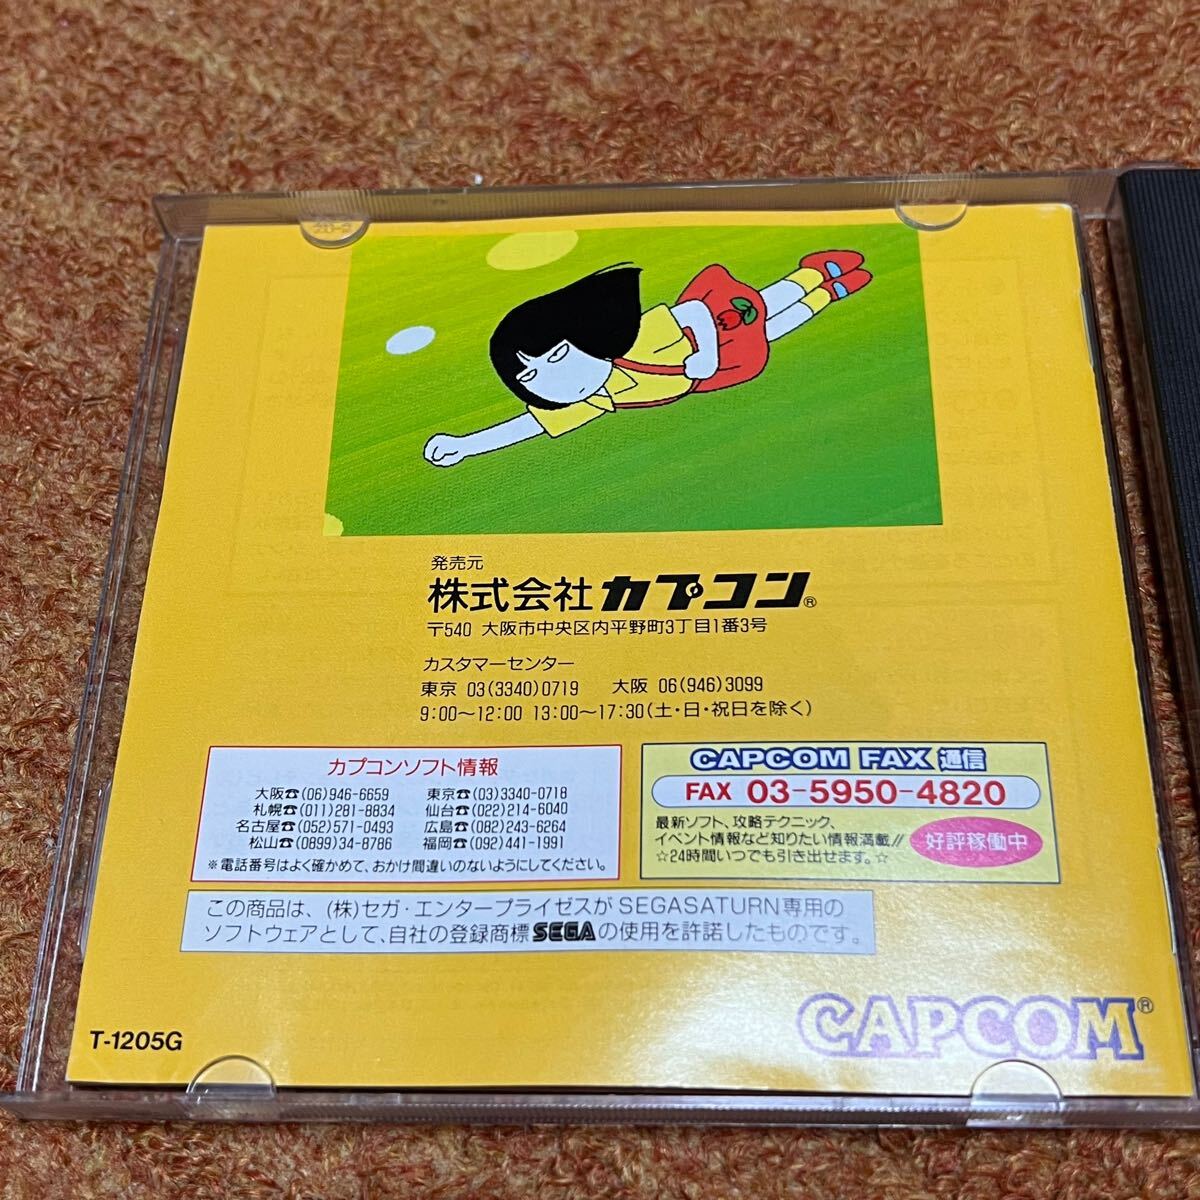 発売元
株式会社カプコン®
〒540 大阪市中央区内平野町3丁目1番3号
カスタマーセンター
東京 03(3340)0719 大阪 06(946)3099
9:00～12:00 13:00～17:30(土・日・祝日を除く)
カプコンソフト情報
大阪☎(06)946-6659 東京☎(03)3340-0718
札幌☎(011)281-8834 仙台☎(022)214-6040
名古屋☎(052)571-0493 広島☎(082)243-6264
松山☎(0899)34-8786 福岡☎(092)441-1991
※電話番号はよく確かめて、おかけ間違いのないようにしてください。
CAPCOM FAX 通信
FAX 03-5950-4820
最新ソフト、攻略テクニック、
イベント情報など知りたい情報満載!!
☆24時間いつでも引き出せます。☆
好評稼働中
この商品は、(株)セガ・エンタープライゼスがSEGASATURN専用の
ソフトウェアとして、自社の登録商標SEGAの使用を許諾したものです。
T-1205G
CAPCOM®